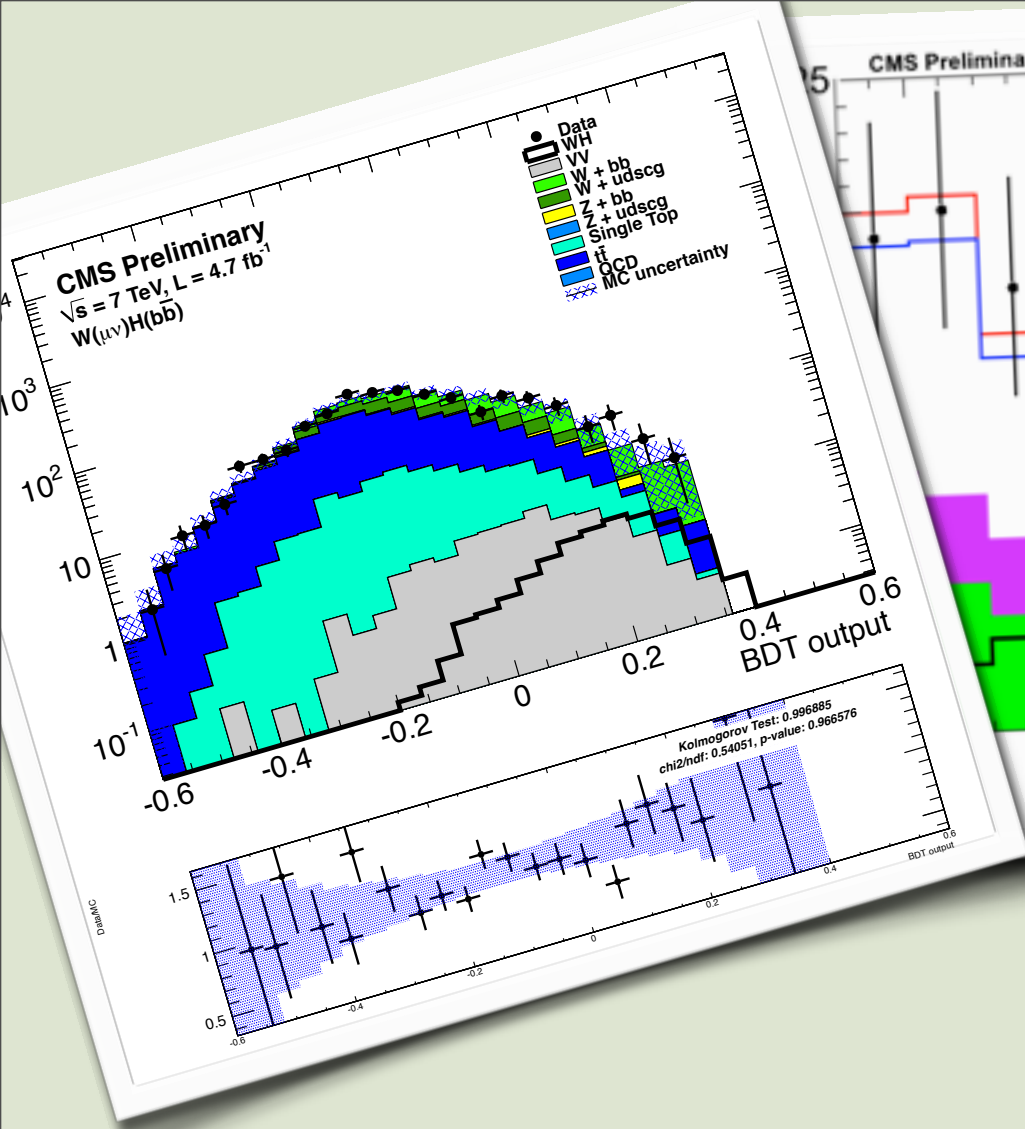 CMS Preliminary
√s = 7 TeV, L = 4.7 fb⁻¹
W(μν)H(bb̄)
Data
WH
VV
W + bb
W + udscg
Z + bb
Z + udscg
Single Top
tt̄
QCD
MC uncertainty
4
10³
10²
10
1
10⁻¹
-0.6
-0.4
-0.2
0
0.2
0.4
0.6
BDT output
Kolmogorov Test: 0.996885
chi2/ndf: 0.54051, p-value: 0.966576
Data/MC
1.5
1
0.5
-0.6
-0.4
-0.2
0
0.2
0.4
0.6
BDT output
CMS Prelimina
25